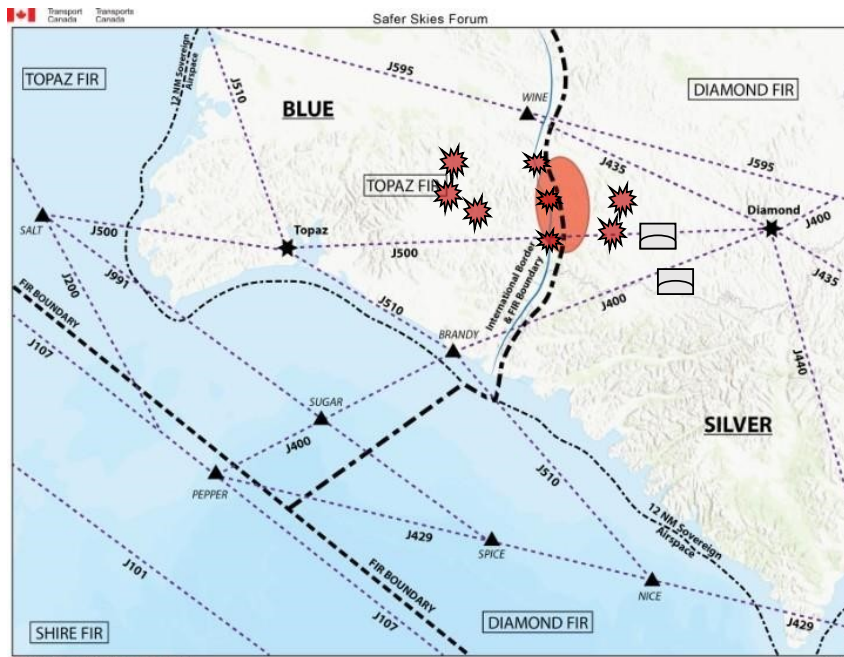 Transport Canada
Transports Canada
Safer Skies Forum
TOPAZ FIR
12 NM Sovereign
Airspace
J510
BLUE
J595
WINE
DIAMOND FIR
J435
J595
TOPAZ FIR
SALT
J500
Topaz
J500
Diamond
J400
J435
J200
J991
International Border
& FIR Boundary
J510
J400
FIR BOUNDARY
J107
BRANDY
J440
SUGAR
J400
SILVER
PEPPER
J510
12 NM Sovereign
Airspace
J429
SPICE
J101
FIR BOUNDARY
NICE
J107
J429
SHIRE FIR
DIAMOND FIR